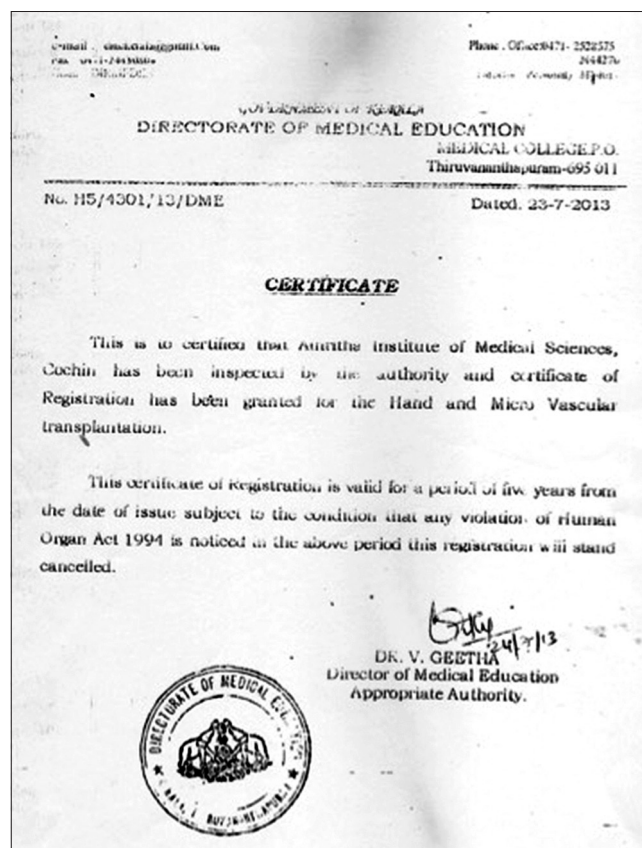 e-mail
Phone . Office:0471- 2528575
2444270
GOVERNMENT OF KERALA
DIRECTORATE OF MEDICAL EDUCATION
MEDICAL COLLEGE.P.O.
Thiruvananthapuram-695 011
No. H5/4301/13/DME
Dated. 23-7-2013
CERTIFICATE
This is to certified that Amritha Institute of Medical Sciences,
Cochin has been inspected by the authority and certificate of
Registration has been granted for the Hand and Micro Vascular
transplantation.
This certificate of Registration is valid for a period of five years from
the date of issue subject to the condition that any violation of Human
Organ Act 1994 is noticed in the above period this registration will stand
cancelled.
24/7/13
DR. V. GEETHA
Director of Medical Education
Appropriate Authority.
DIRECTORATE OF MEDICAL EDUCATION